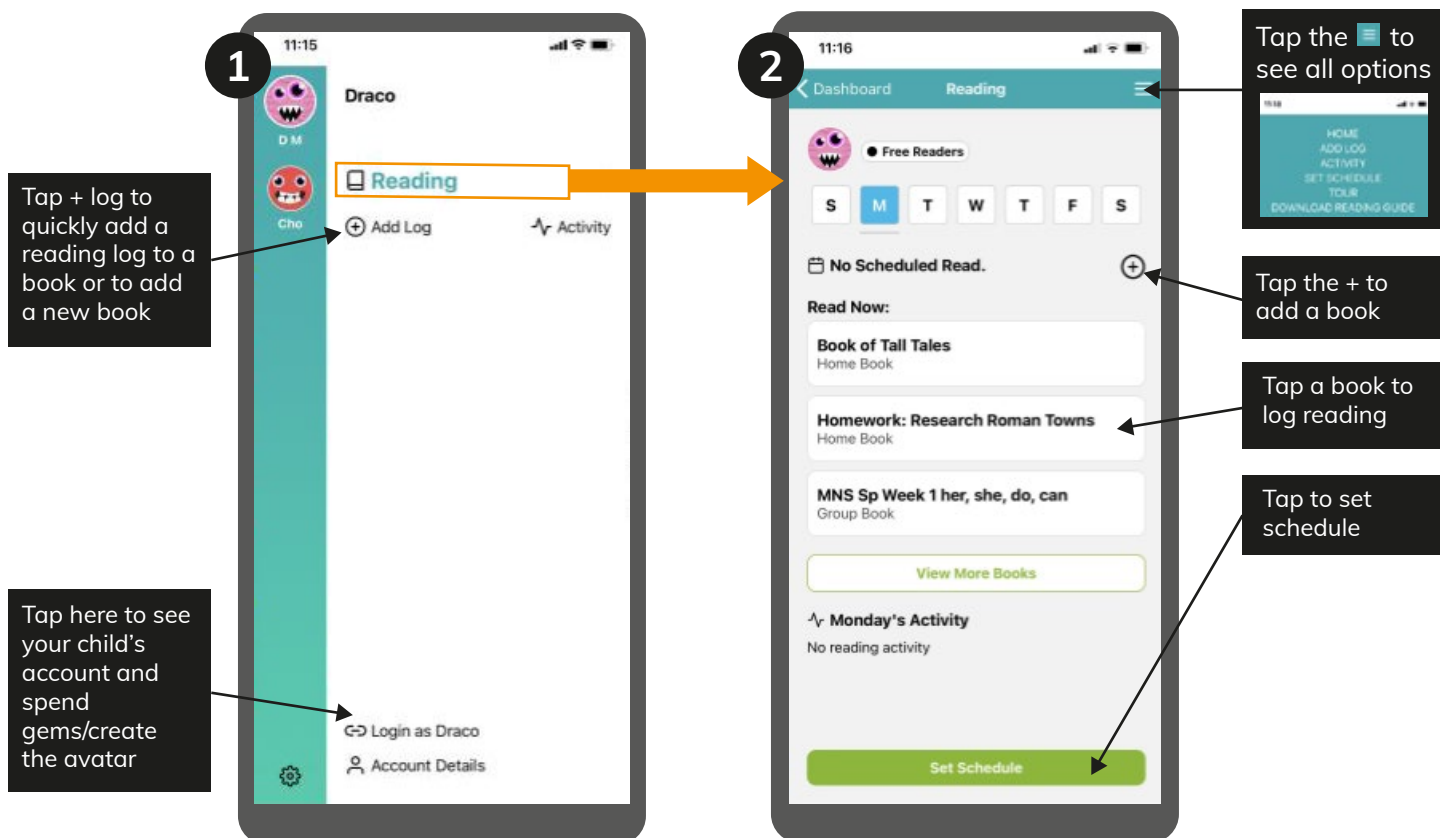 1
11:15
D M
Cho
Draco
Reading
Add Log
Activity
Login as Draco
Account Details
Tap + log to
quickly add a
reading log to a
book or to add
a new book
Tap here to see
your child's
account and
spend
gems/create
the avatar
2
11:16
Dashboard
Reading
Free Readers
S M T W T F S
No Scheduled Read.
Read Now:
Book of Tall Tales
Home Book
Homework: Research Roman Towns
Home Book
MNS Sp Week 1 her, she, do, can
Group Book
View More Books
Monday's Activity
No reading activity
Set Schedule
Tap the to
see all options
HOME
ADD LOG
ACTIVITY
SET SCHEDULE
TOUR
DOWNLOAD READING GUIDE
Tap the + to
add a book
Tap a book to
log reading
Tap to set
schedule